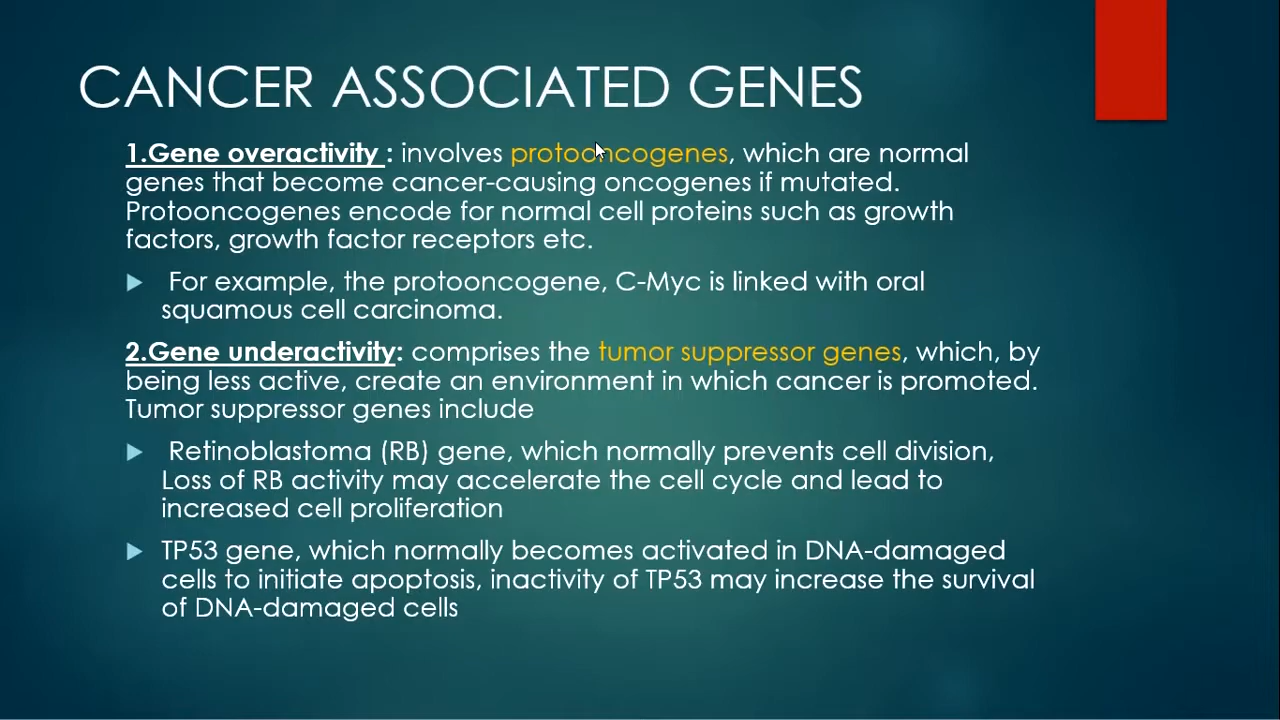 CANCER ASSOCIATED GENES
1.Gene overactivity : involves protooncogenes, which are normal
genes that become cancer-causing oncogenes if mutated.
Protooncogenes encode for normal cell proteins such as growth
factors, growth factor receptors etc.
For example, the protooncogene, C-Myc is linked with oral
squamous cell carcinoma.
2.Gene underactivity: comprises the tumor suppressor genes, which, by
being less active, create an environment in which cancer is promoted.
Tumor suppressor genes include
Retinoblastoma (RB) gene, which normally prevents cell division,
Loss of RB activity may accelerate the cell cycle and lead to
increased cell proliferation
TP53 gene, which normally becomes activated in DNA-damaged
cells to initiate apoptosis, inactivity of TP53 may increase the survival
of DNA-damaged cells